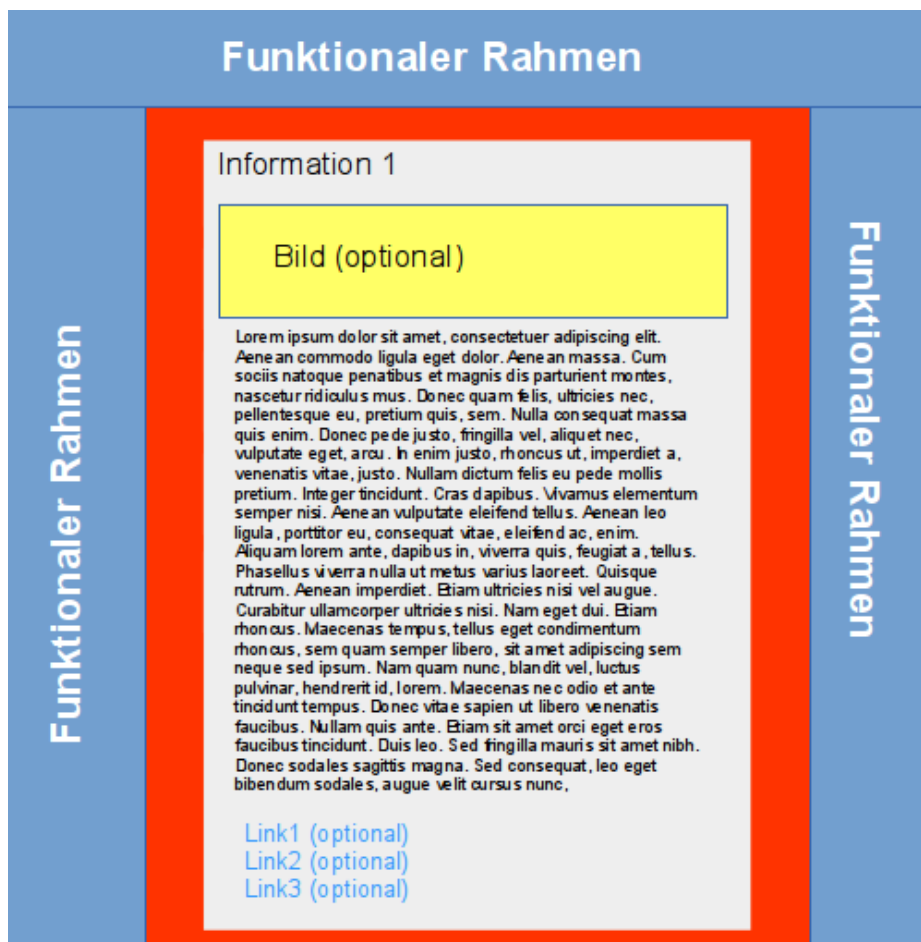 Funktionaler Rahmen
Funktionaler Rahmen
Information 1
Bild (optional)
Lorem ipsum dolor sit amet, consectetuer adipiscing elit.
Aenean commodo ligula eget dolor. Aenean massa. Cum
sociis natoque penatibus et magnis dis parturient montes,
nascetur ridiculus mus. Donec quam felis, ultricies nec,
pellentesque eu, pretium quis, sem. Nulla consequat massa
quis enim. Donec pede justo, fringilla vel, aliquet nec,
vulputate eget, arcu. In enim justo, rhoncus ut, imperdiet a,
venenatis vitae, justo. Nullam dictum felis eu pede mollis
pretium. Integer tincidunt. Cras dapibus. Vivamus elementum
semper nisi. Aenean vulputate eleifend tellus. Aenean leo
ligula, porttitor eu, consequat vitae, eleifend ac, enim.
Aliquam lorem ante, dapibus in, viverra quis, feugiat a, tellus.
Phasellus viverra nulla ut metus varius laoreet. Quisque
rutrum. Aenean imperdiet. Etiam ultricies nisi vel augue.
Curabitur ullamcorper ultricies nisi. Nam eget dui. Etiam
rhoncus. Maecenas tempus, tellus eget condimentum
rhoncus, sem quam semper libero, sit amet adipiscing sem
neque sed ipsum. Nam quam nunc, blandit vel, luctus
pulvinar, hendrerit id, lorem. Maecenas nec odio et ante
tincidunt tempus. Donec vitae sapien ut libero venenatis
faucibus. Nullam quis ante. Etiam sit amet orci eget eros
faucibus tincidunt. Duis leo. Sed fringilla mauris sit amet nibh.
Donec sodales sagittis magna. Sed consequat, leo eget
bibendum sodales, augue velit cursus nunc,
Link1 (optional)
Link2 (optional)
Link3 (optional)
Funktionaler Rahmen